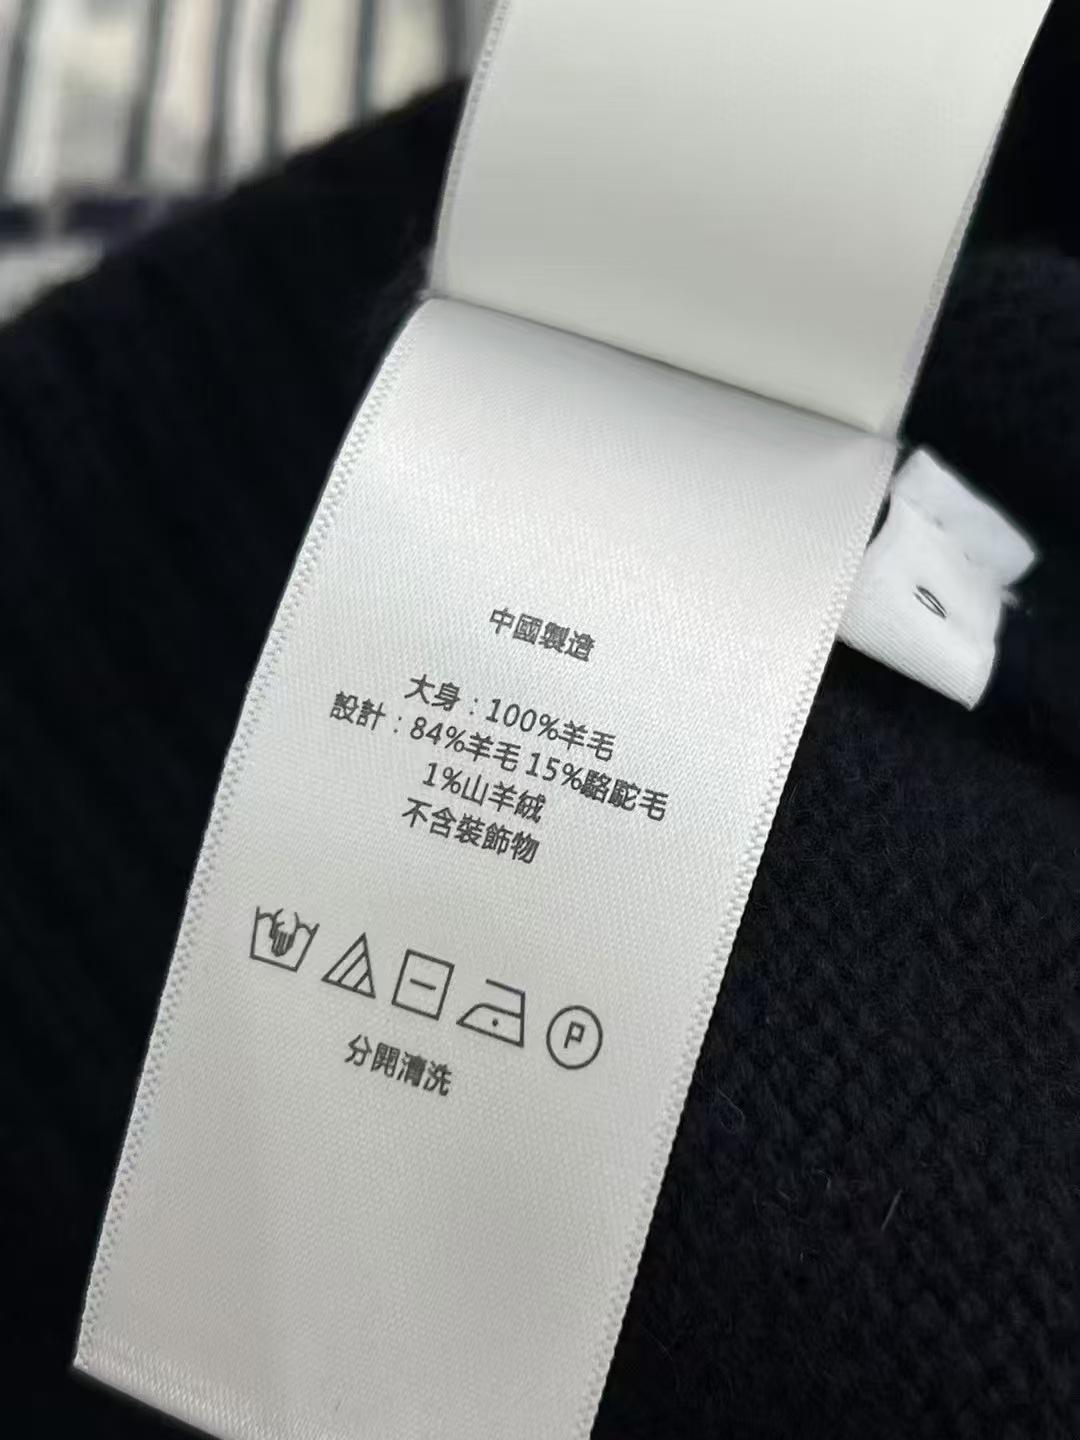 中國製造
大身：100%羊毛
設計：84%羊毛 15%駱駝毛
1%山羊絨
不含裝飾物
P
分開清洗